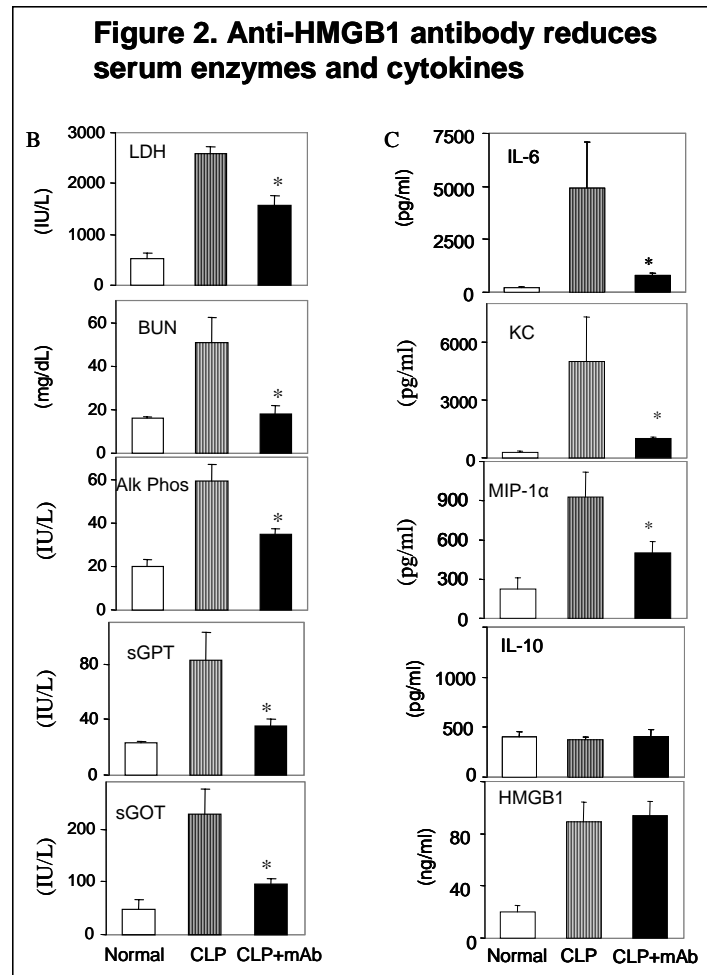 Figure 2. Anti-HMGB1 antibody reduces
serum enzymes and cytokines
B
3000
2000
1000
0
(IU/L)
LDH
*
60
40
20
0
(mg/dL)
BUN
*
60
40
20
0
(IU/L)
Alk Phos
*
80
40
0
(IU/L)
sGPT
*
200
0
(IU/L)
sGOT
*
Normal CLP CLP+mAb
C
7500
5000
2500
0
(pg/ml)
IL-6
*
6000
3000
0
(pg/ml)
KC
*
900
600
300
0
(pg/ml)
MIP-1α
*
1000
500
0
(pg/ml)
IL-10
80
40
0
(ng/ml)
HMGB1
Normal CLP CLP+mAb